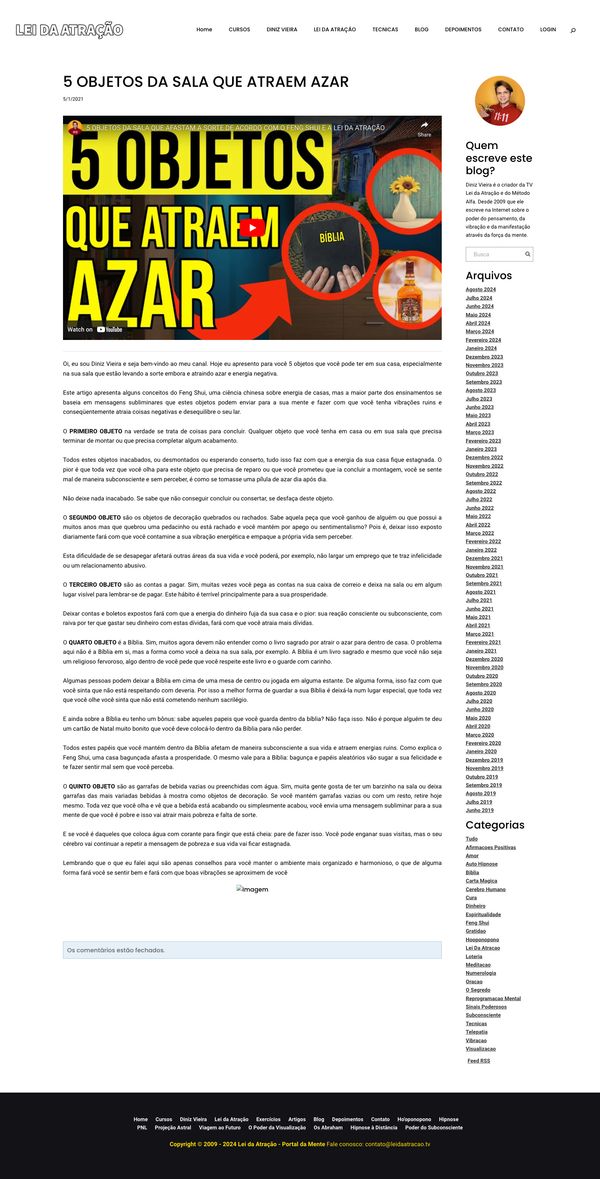 LEI DA ATRAÇÃO
Home CURSOS DINIZ VIEIRA LEI DA ATRAÇÃO TECNICAS BLOG DEPOIMENTOS CONTATO LOGIN
5 OBJETOS DA SALA QUE ATRAEM AZAR
5/1/2021
5 OBJETOS DA SALA QUE AFASTAM A SORTE DE ACORDO COM O FENG SHUI E A LEI DA ATRAÇÃO
Share
5 OBJETOS
QUE ATRAEM
AZAR
BÍBLIA
Watch on YouTube
Oi, eu sou Diniz Vieira e seja bem-vindo ao meu canal. Hoje eu apresento para você 5 objetos que você pode ter em sua casa, especialmente
na sua sala que estão levando a sorte embora e atraindo azar e energia negativa.
Este artigo apresenta alguns conceitos do Feng Shui, uma ciência chinesa sobre energia de casas, mas a maior parte dos ensinamentos se
baseia em mensagens subliminares que estes objetos podem enviar para a sua mente e fazer com que você tenha vibrações ruins e
conseqüentemente atraia coisas negativas e desequilibre o seu lar.
O PRIMEIRO OBJETO na verdade se trata de coisas para concluir. Qualquer objeto que você tenha em casa ou em sua sala que precisa
terminar de montar ou que precisa completar algum acabamento.
Todos estes objetos inacabados, ou desmontados ou esperando conserto, tudo isso faz com que a energia da sua casa fique estagnada. O
pior é que toda vez que você olha para este objeto que precisa de reparo ou que você prometeu que ia concluir a montagem, você se sente
mal de maneira subconsciente e sem perceber, é como se tomasse uma pílula de azar dia após dia.
Não deixe nada inacabado. Se sabe que não conseguir concluir ou consertar, se desfaça deste objeto.
O SEGUNDO OBJETO são os objetos de decoração quebrados ou rachados. Sabe aquela peça que você ganhou de alguém ou que possui a
muitos anos mas que quebrou uma pedacinho ou está rachado e você mantém por apego ou sentimentalismo? Pois é, deixar isso exposto
diariamente fará com que você contamine a sua vibração energética e empaque a própria vida sem perceber.
Esta dificuldade de se desapegar afetará outras áreas da sua vida e você poderá, por exemplo, não largar um emprego que te traz infelicidade
ou um relacionamento abusivo.
O TERCEIRO OBJETO são as contas a pagar. Sim, muitas vezes você pega as contas na sua caixa de correio e deixa na sala ou em algum
lugar visível para lembrar-se de pagar. Este hábito é terrível principalmente para a sua prosperidade.
Deixar contas e boletos expostos fará com que a energia do dinheiro fuja da sua casa e o pior: sua reação consciente ou subconsciente, com
raiva por ter que gastar seu dinheiro com estas dívidas, fará com que você atraia mais dívidas.
O QUARTO OBJETO é a Bíblia. Sim, muitos agora devem não entender como o livro sagrado por atrair o azar para dentro de casa. O problema
aqui não é a Bíblia em si, mas a forma como você a deixa na sua sala, por exemplo. A Bíblia é um livro sagrado e mesmo que você não seja
um religioso fervoroso, algo dentro de você pede que você respeite este livro e o guarde com carinho.
Algumas pessoas podem deixar a Bíblia em cima de uma mesa de centro ou jogada em alguma estante. De alguma forma, isso faz com que
você sinta que não está respeitando com deveria. Por isso a melhor forma de guardar a sua Bíblia é deixá-la num lugar especial, que toda vez
que você olhe você sinta que não está cometendo nenhum sacrilégio.
E ainda sobre a Bíblia eu tenho um bônus: sabe aqueles papeis que você guarda dentro da bíblia? Não faça isso. Não é porque alguém te deu
um cartão de Natal muito bonito que você deve colocá-lo dentro da Bíblia para não perder.
Todos estes papéis que você mantém dentro da Bíblia afetam de maneira subconsciente a sua vida e atraem energias ruins. Como explica o
Feng Shui, uma casa bagunçada afasta a prosperidade. O mesmo vale para a Bíblia: bagunça e papéis aleatórios vão sugar a sua felicidade e
te fazer sentir mal sem que você perceba.
O QUINTO OBJETO são as garrafas de bebida vazias ou preenchidas com água. Sim, muita gente gosta de ter um barzinho na sala ou deixa
garrafas das mais variadas bebidas à mostra como objetos de decoração. Se você mantém garrafas vazias ou com um resto, retire hoje
mesmo. Toda vez que você olha e vê que a bebida está acabando ou simplesmente acabou, você envia uma mensagem subliminar para a sua
mente de que você é pobre e isso vai atrair mais pobreza e falta de sorte.
E se você é daqueles que coloca água com corante para fingir que está cheia: pare de fazer isso. Você pode enganar suas visitas, mas o seu
cérebro vai continuar a repetir a mensagem de pobreza e sua vida vai ficar estagnada.
Lembrando que o que eu falei aqui são apenas conselhos para você manter o ambiente mais organizado e harmonioso, o que de alguma
forma fará você se sentir bem e fará com que boas vibrações se aproximem de você
Imagem
Os comentários estão fechados.
11:11
Quem
escreve este
blog?
Diniz Vieira é o criador da TV
Lei da Atração e do Método
Alfa. Desde 2009 que ele
escreve na Internet sobre o
poder do pensamento, da
vibração e da manifestação
através da força da mente.
Busca
Arquivos
Agosto 2024
Julho 2024
Junho 2024
Maio 2024
Abril 2024
Março 2024
Fevereiro 2024
Janeiro 2024
Dezembro 2023
Novembro 2023
Outubro 2023
Setembro 2023
Agosto 2023
Julho 2023
Junho 2023
Maio 2023
Abril 2023
Março 2023
Fevereiro 2023
Janeiro 2023
Dezembro 2022
Novembro 2022
Outubro 2022
Setembro 2022
Agosto 2022
Julho 2022
Junho 2022
Maio 2022
Abril 2022
Março 2022
Fevereiro 2022
Janeiro 2022
Dezembro 2021
Novembro 2021
Outubro 2021
Setembro 2021
Agosto 2021
Julho 2021
Junho 2021
Maio 2021
Abril 2021
Março 2021
Fevereiro 2021
Janeiro 2021
Dezembro 2020
Novembro 2020
Outubro 2020
Setembro 2020
Agosto 2020
Julho 2020
Junho 2020
Maio 2020
Abril 2020
Março 2020
Fevereiro 2020
Janeiro 2020
Dezembro 2019
Novembro 2019
Outubro 2019
Setembro 2019
Agosto 2019
Julho 2019
Junho 2019
Categorias
Tudo
Afirmacoes Positivas
Amor
Auto Hipnose
Bíblia
Carta Magica
Cerebro Humano
Cura
Dinheiro
Espiritualidade
Feng Shui
Gratidao
Hooponopono
Lei Da Atracao
Loteria
Meditacao
Numerologia
Oracao
O Segredo
Reprogramacao Mental
Sinais Poderosos
Subconsciente
Tecnicas
Telepatia
Vibracao
Visualizacao
Feed RSS
Home Cursos Diniz Vieira Lei da Atração Exercícios Artigos Blog Depoimentos Contato Ho'oponopono Hipnose
PNL Projeção Astral Viagem ao Futuro O Poder da Visualização Os Abraham Hipnose à Distância Poder do Subconsciente
Copyright © 2009 - 2024 Lei da Atração - Portal da Mente Fale conosco: contato@leidaatracao.tv